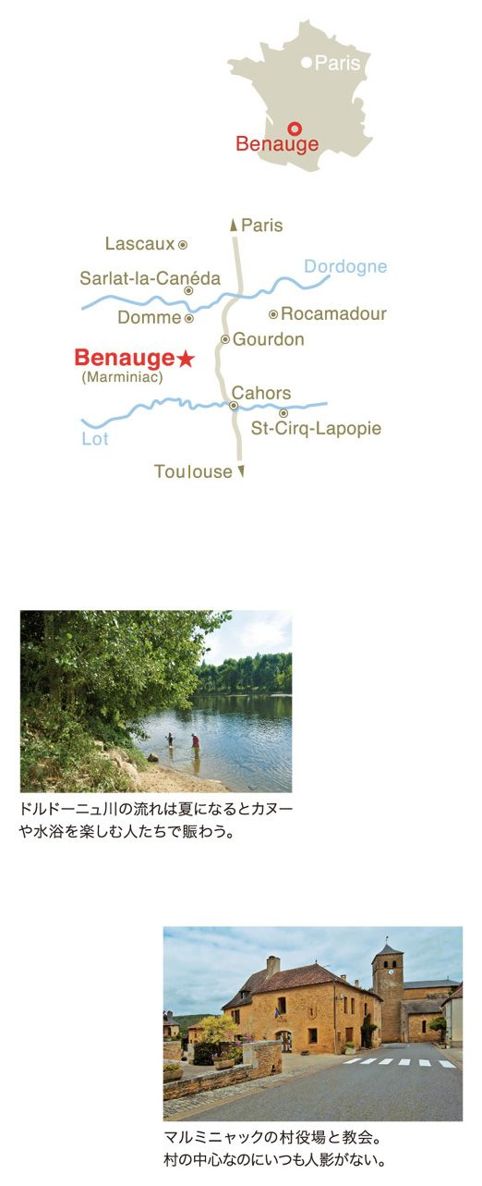 Paris
Benauge
Paris
Lascaux
Dordogne
Sarlat-la-Canéda
Domme
Rocamadour
Gourdon
Benauge
(Marminiac)
Cahors
St-Cirq-Lapopie
Lot
Toulouse
ドルドーニュ川の流れは夏になるとカヌー
や水浴を楽しむ人たちで賑わう。
マルミニャックの村役場と教会。
村の中心なのにいつも人影がない。